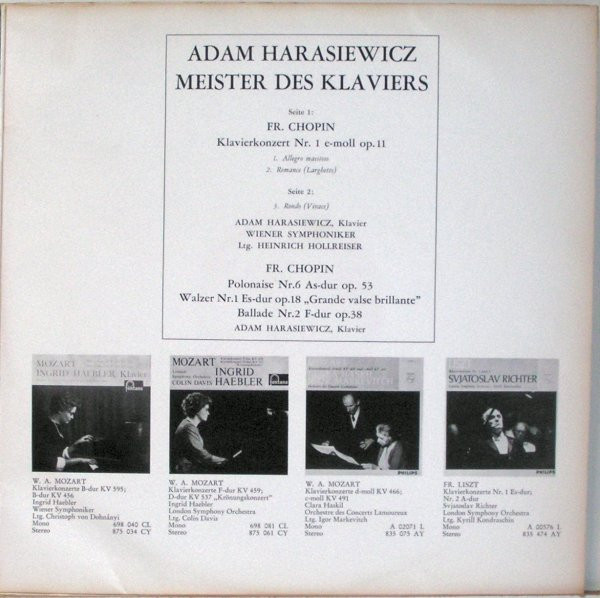 ADAM HARASIEWICZ
MEISTER DES KLAVIERS
Seite 1:
FR. CHOPIN
Klavierkonzert Nr. 1 e-moll op. 11
1. Allegro maestoso
2. Romance (Larghetto)
Seite 2:
3. Rondo (Vivace)
ADAM HARASIEWICZ, Klavier
WIENER SYMPHONIKER
Ltg. HEINRICH HOLLREISER
FR. CHOPIN
Polonaise Nr. 6 As-dur op. 53
Walzer Nr. 1 Es-dur op. 18 „Grande valse brillante”
Ballade Nr. 2 F-dur op. 38
ADAM HARASIEWICZ, Klavier
MOZART
INGRID HAEBLER, Klavier
MOZART
COLIN DAVIS
INGRID
HAEBLER
PHILIPS
SVJATOSLAV RICHTER
PHILIPS
W. A. MOZART
Klavierkonzerte B-dur KV 595;
B-dur KV 456
Ingrid Haebler
Wiener Symphoniker
Ltg. Christoph von Dohnányi
Mono 698 040 CL
Stereo 875 034 CY
W. A. MOZART
Klavierkonzerte F-dur KV 459;
D-dur KV 537 „Krönungskonzert”
Ingrid Haebler
London Symphony Orchestra
Ltg. Colin Davis
Mono 698 081 CL
Stereo 875 061 CY
W. A. MOZART
Klavierkonzerte d-moll KV 466;
c-moll KV 491
Clara Haskil
Orchestre des Concerts Lamoureux
Ltg. Igor Markevitch
Mono A 02073 L
Stereo 835 075 AY
FR. LISZT
Klavierkonzerte Nr. 1 Es-dur,
Nr. 2 A-dur
Svjatoslav Richter
London Symphony Orchestra
Ltg. Kyrill Kondraschin
Mono A 00576 L
Stereo 835 474 AY